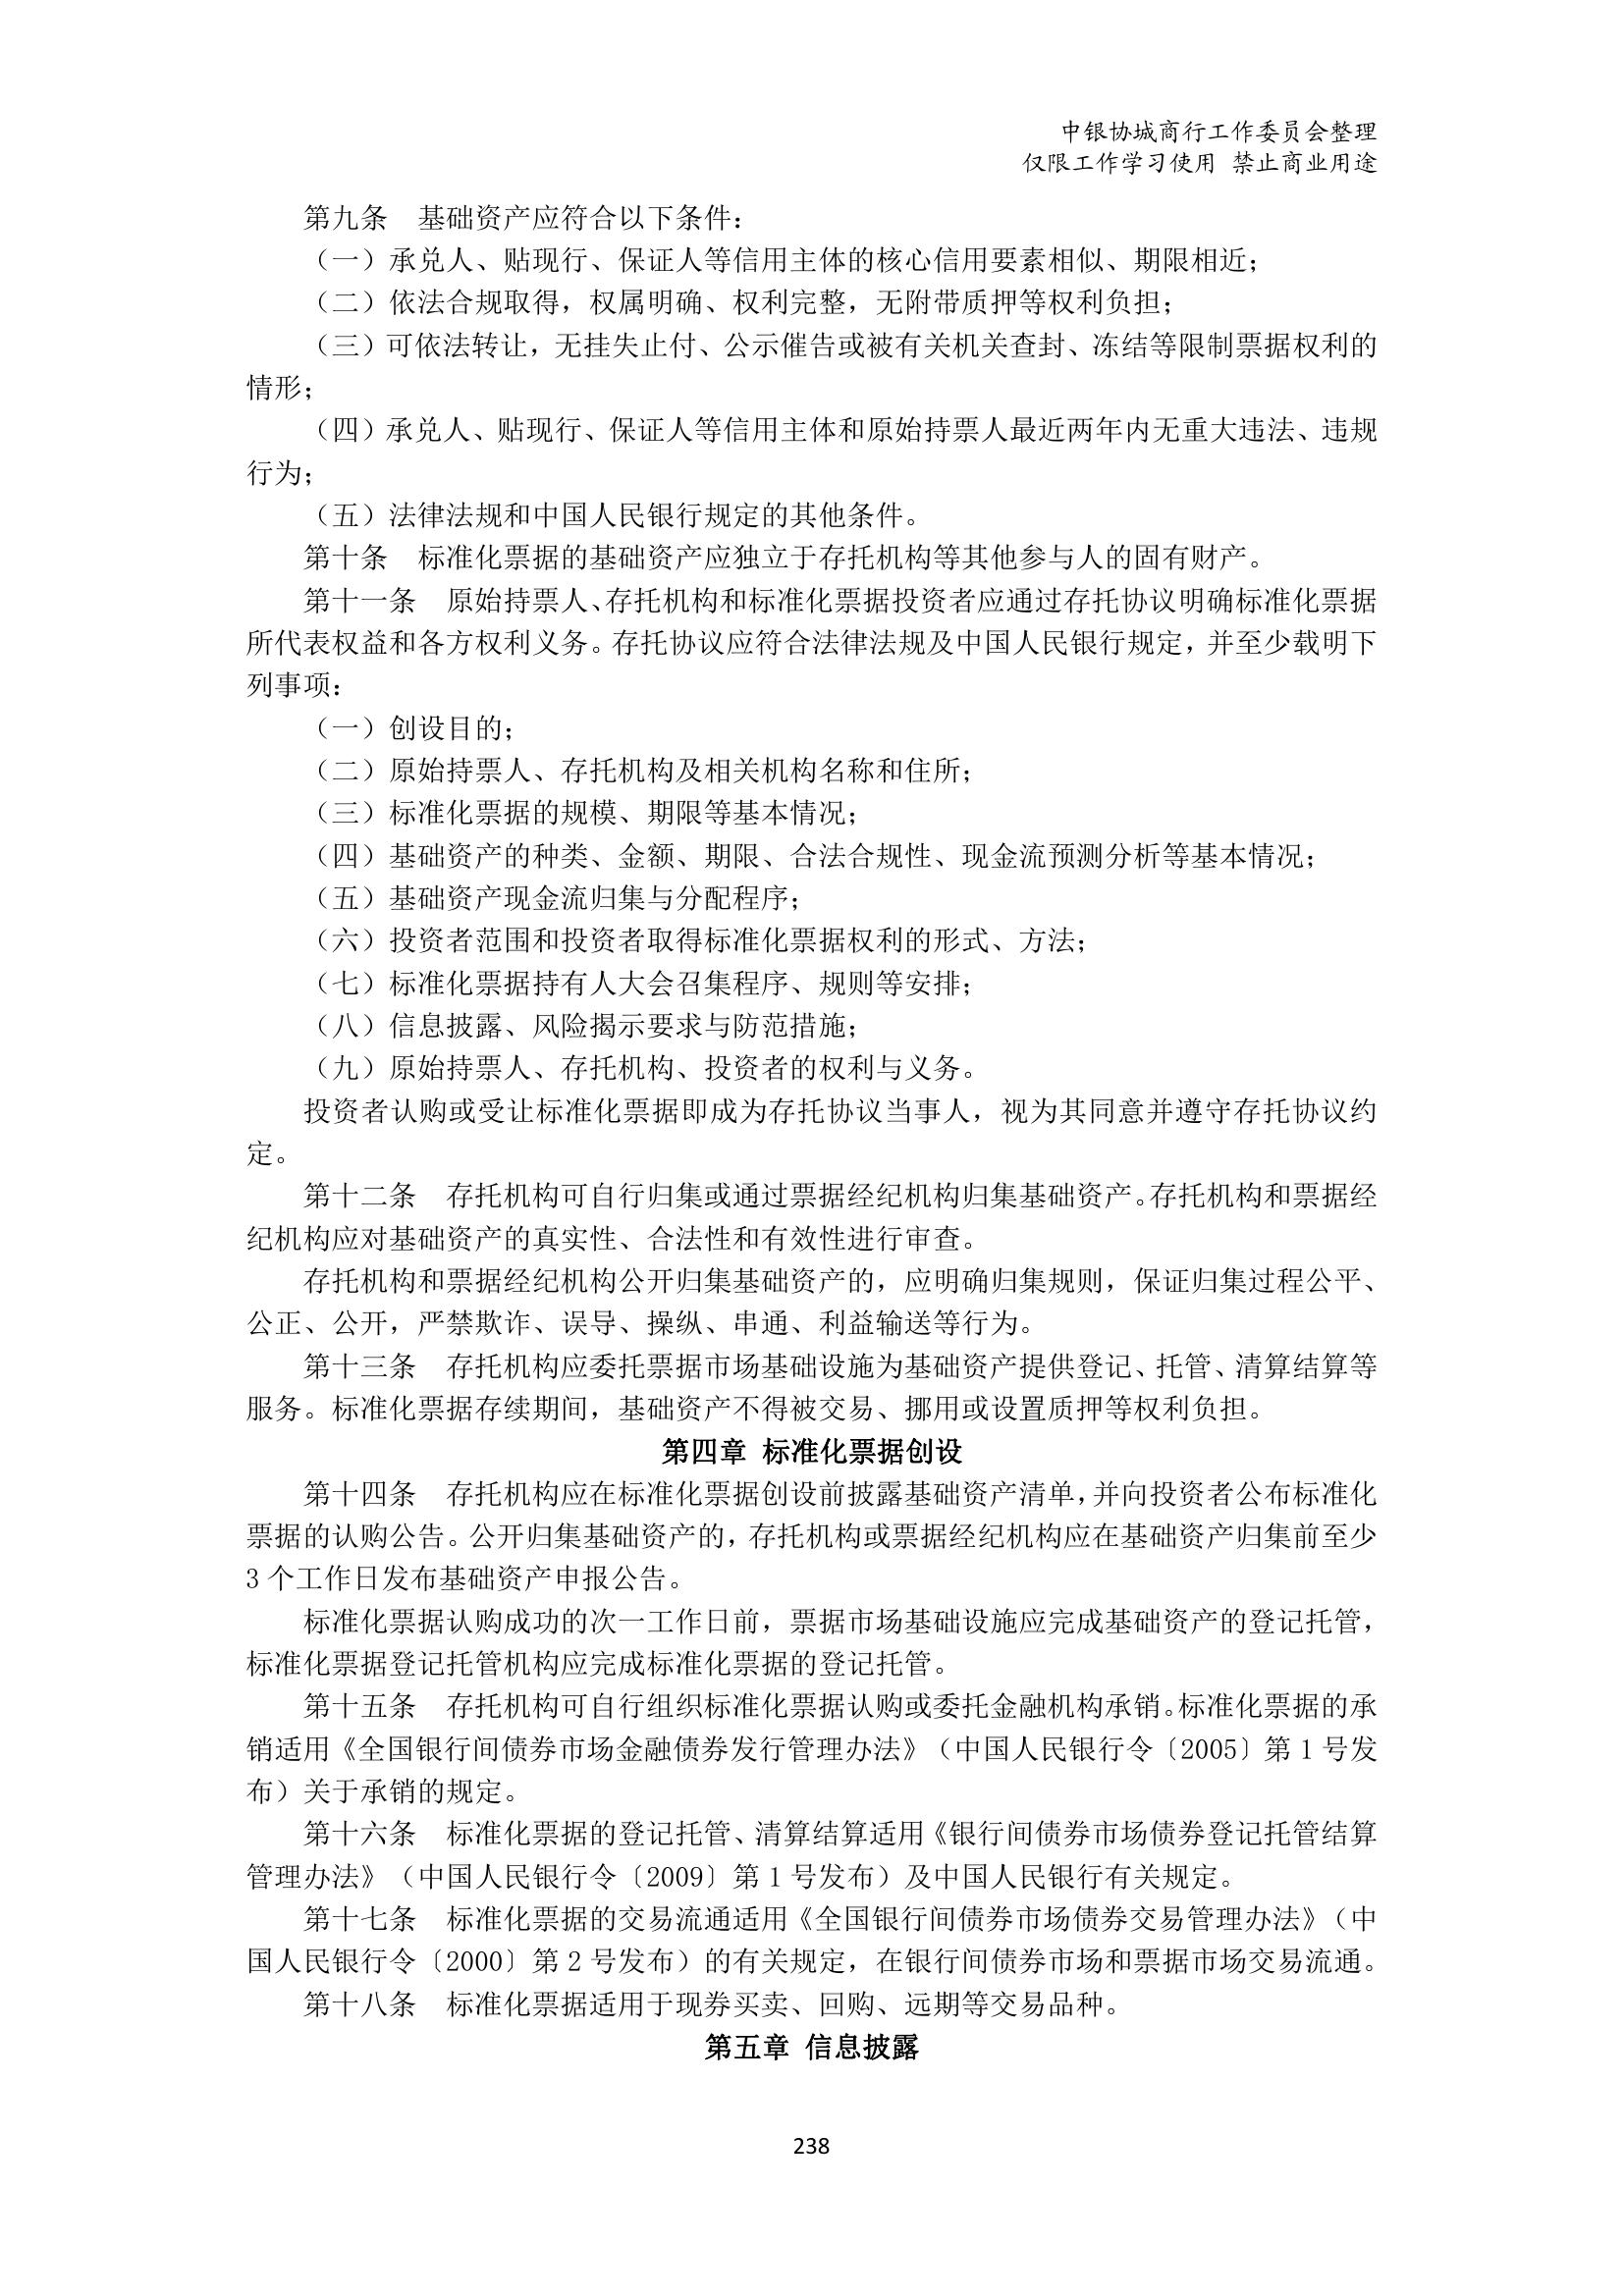 中银协城商行工作委员会整理
仅限工作学习使用 禁止商业用途
第九条　基础资产应符合以下条件：
（一）承兑人、贴现行、保证人等信用主体的核心信用要素相似、期限相近；
（二）依法合规取得，权属明确、权利完整，无附带质押等权利负担；
（三）可依法转让，无挂失止付、公示催告或被有关机关查封、冻结等限制票据权利的
情形；
（四）承兑人、贴现行、保证人等信用主体和原始持票人最近两年内无重大违法、违规
行为；
（五）法律法规和中国人民银行规定的其他条件。
第十条　标准化票据的基础资产应独立于存托机构等其他参与人的固有财产。
第十一条　原始持票人、存托机构和标准化票据投资者应通过存托协议明确标准化票据
所代表权益和各方权利义务。存托协议应符合法律法规及中国人民银行规定，并至少载明下
列事项：
（一）创设目的；
（二）原始持票人、存托机构及相关机构名称和住所；
（三）标准化票据的规模、期限等基本情况；
（四）基础资产的种类、金额、期限、合法合规性、现金流预测分析等基本情况；
（五）基础资产现金流归集与分配程序；
（六）投资者范围和投资者取得标准化票据权利的形式、方法；
（七）标准化票据持有人大会召集程序、规则等安排；
（八）信息披露、风险揭示要求与防范措施；
（九）原始持票人、存托机构、投资者的权利与义务。
投资者认购或受让标准化票据即成为存托协议当事人，视为其同意并遵守存托协议约
定。
第十二条　存托机构可自行归集或通过票据经纪机构归集基础资产。存托机构和票据经
纪机构应对基础资产的真实性、合法性和有效性进行审查。
存托机构和票据经纪机构公开归集基础资产的，应明确归集规则，保证归集过程公平、
公正、公开，严禁欺诈、误导、操纵、串通、利益输送等行为。
第十三条　存托机构应委托票据市场基础设施为基础资产提供登记、托管、清算结算等
服务。标准化票据存续期间，基础资产不得被交易、挪用或设置质押等权利负担。
第四章 标准化票据创设
第十四条　存托机构应在标准化票据创设前披露基础资产清单，并向投资者公布标准化
票据的认购公告。公开归集基础资产的，存托机构或票据经纪机构应在基础资产归集前至少
3 个工作日发布基础资产申报公告。
标准化票据认购成功的次一工作日前，票据市场基础设施应完成基础资产的登记托管，
标准化票据登记托管机构应完成标准化票据的登记托管。
第十五条　存托机构可自行组织标准化票据认购或委托金融机构承销。标准化票据的承
销适用《全国银行间债券市场金融债券发行管理办法》（中国人民银行令〔2005〕第 1 号发
布）关于承销的规定。
第十六条　标准化票据的登记托管、清算结算适用《银行间债券市场债券登记托管结算
管理办法》（中国人民银行令〔2009〕第 1 号发布）及中国人民银行有关规定。
第十七条　标准化票据的交易流通适用《全国银行间债券市场债券交易管理办法》（中
国人民银行令〔2000〕第 2 号发布）的有关规定，在银行间债券市场和票据市场交易流通。
第十八条　标准化票据适用于现券买卖、回购、远期等交易品种。
第五章 信息披露
238